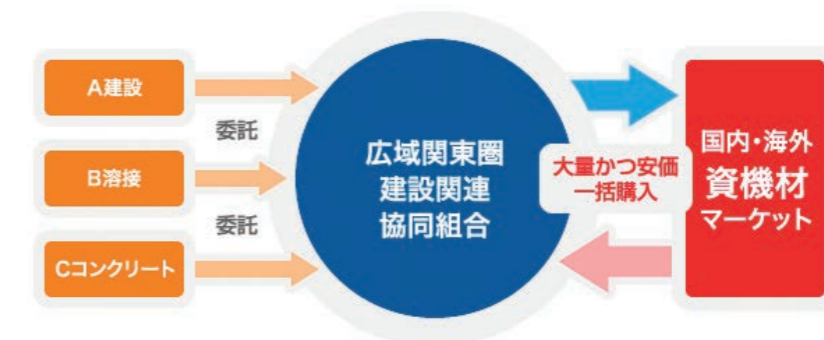 A建設
委託
B溶接
委託
Cコンクリート
広域関東圏
建設関連
協同組合
大量かつ安価
一括購入
国内・海外
資機材
マーケット